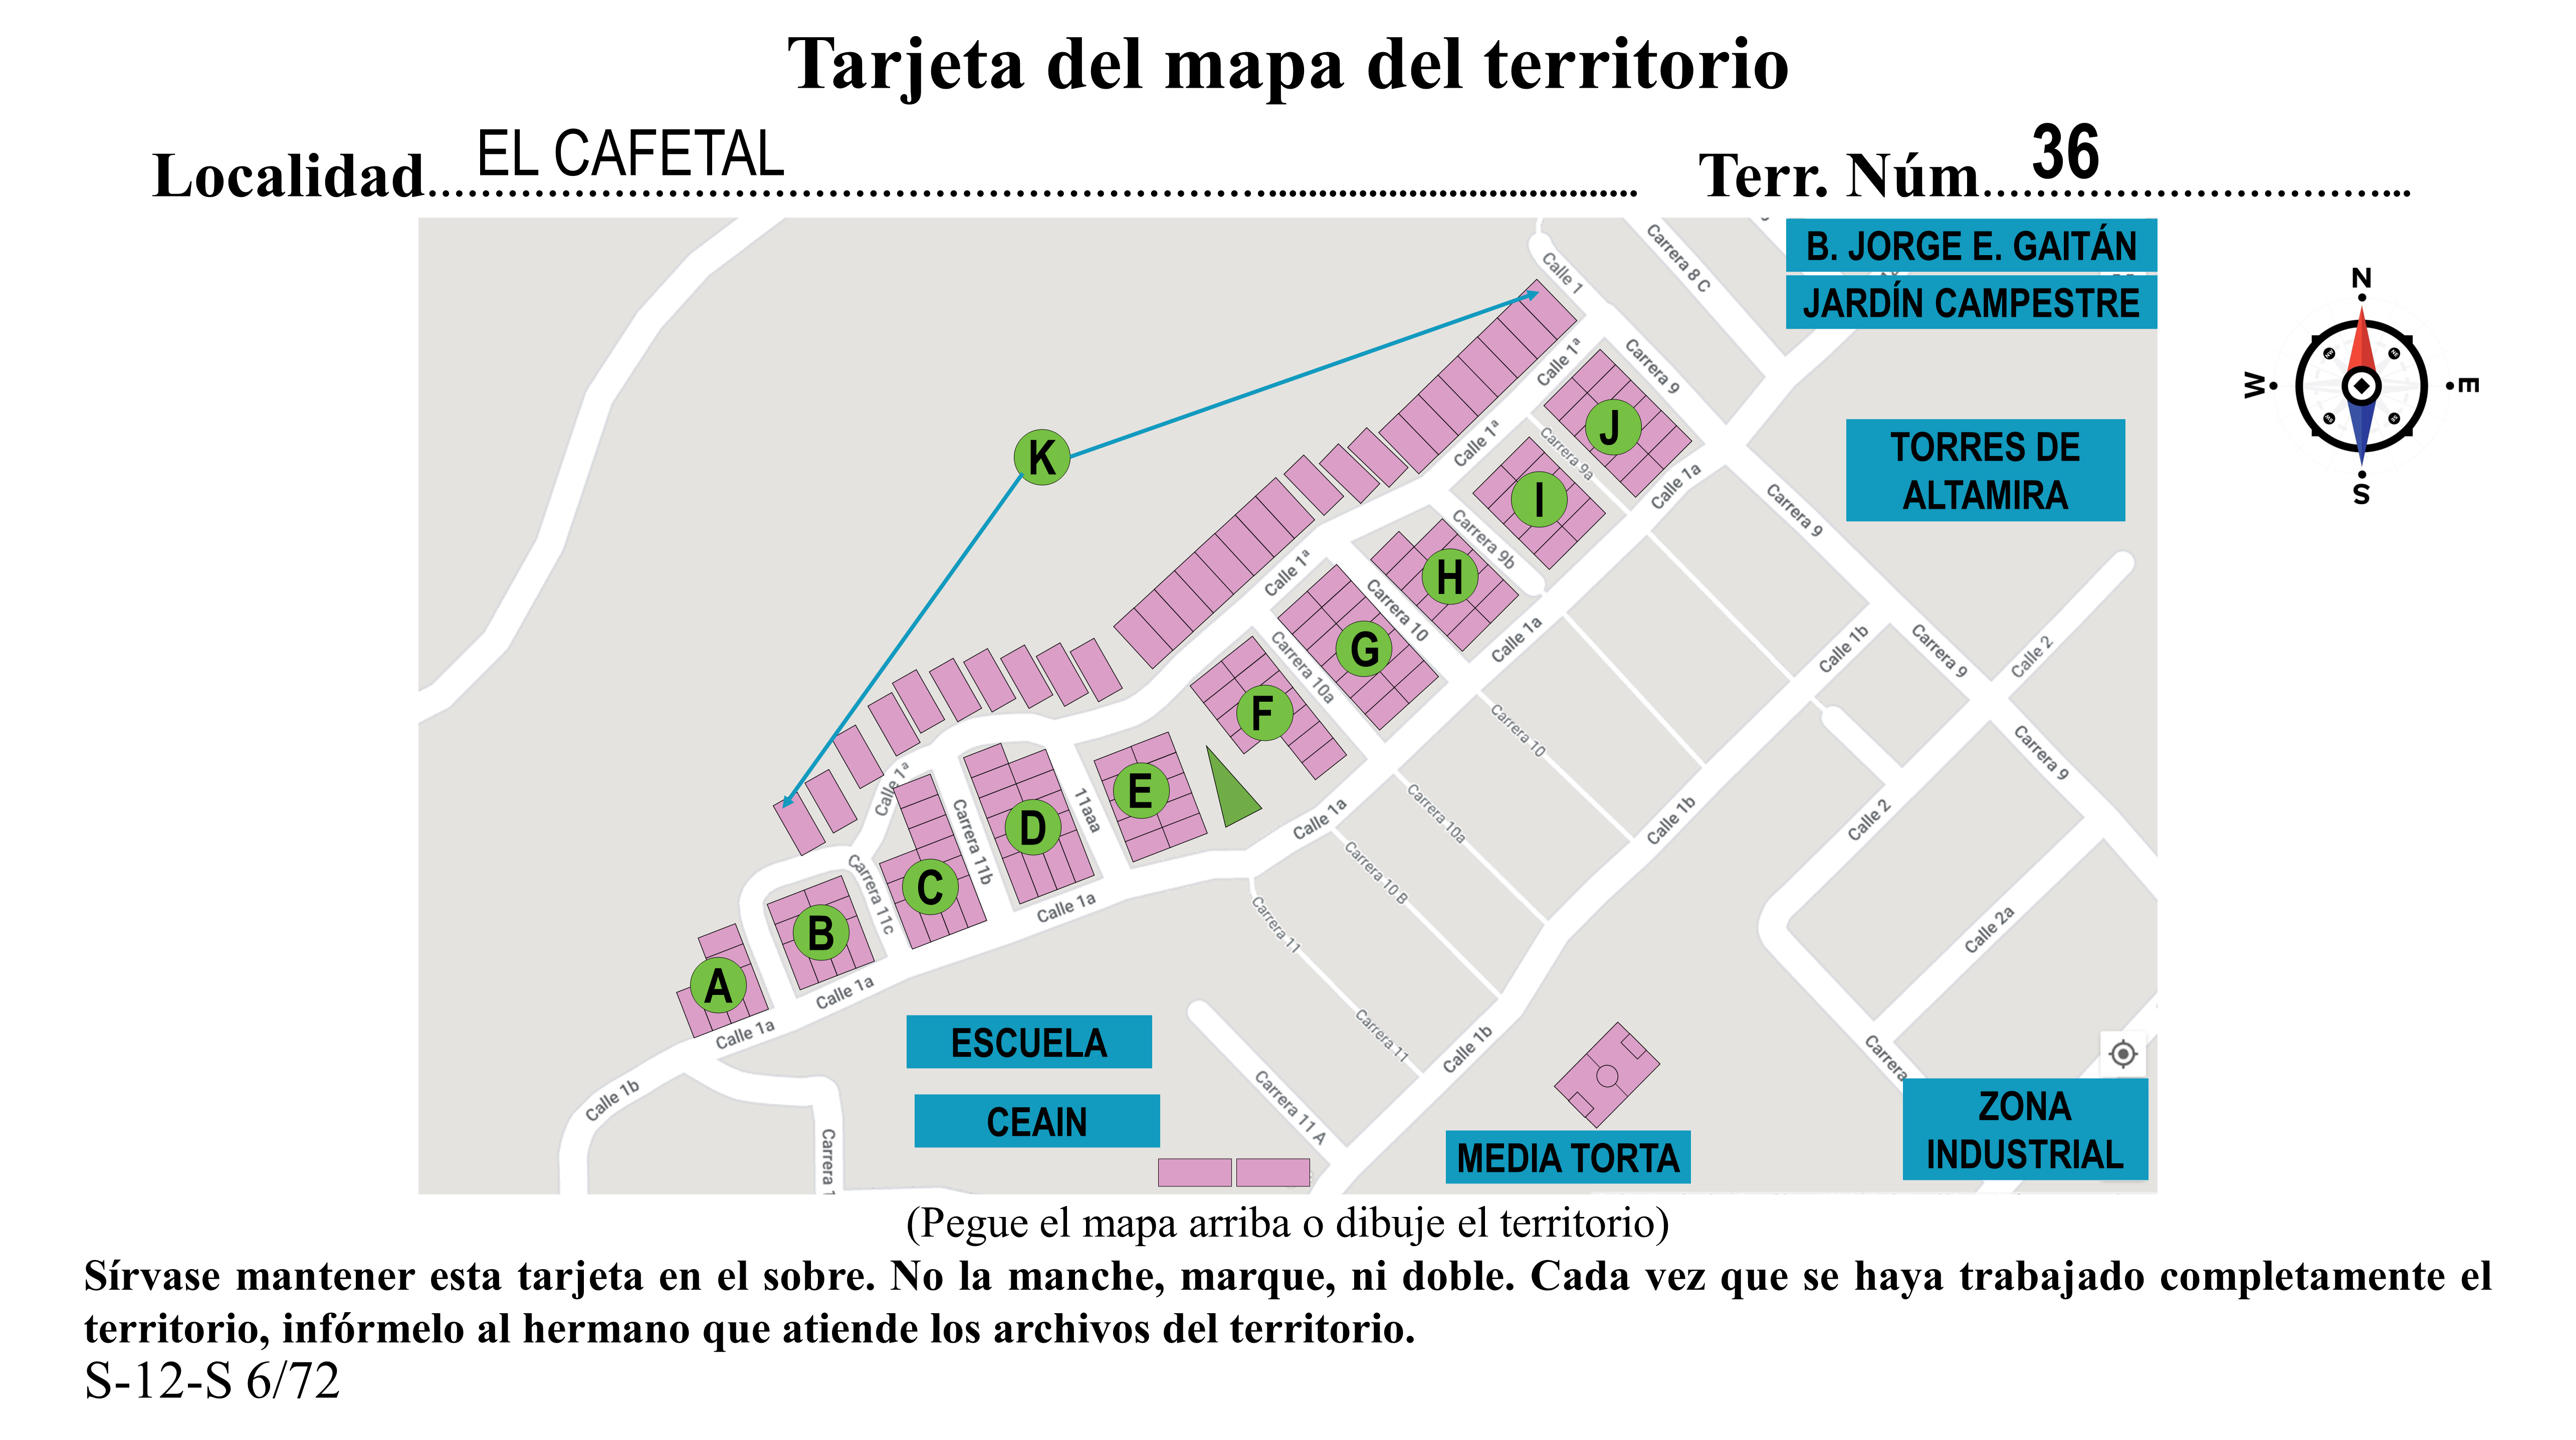 Tarjeta del mapa del territorio
Localidad EL CAFETAL
Terr. Núm 36
B. JORGE E. GAITÁN
JARDÍN CAMPESTRE
TORRES DE
ALTAMIRA
N
W
E
S
Calle 1
Carrera 8 C
Calle 1ª
Carrera 9
K
J
Calle 1ª
Carrera 9a
Calle 1a
I
Carrera 9
Carrera 9b
H
Calle 1ª
Carrera 10
Calle 1a
G
Carrera 10a
Calle 1b
Carrera 9
Calle 2
F
Carrera 10
Carrera 9
E
Calle 1ª
11aaa
Carrera 11b
D
Calle 1a
Carrera 10a
Calle 1b
Calle 2
Carrera 11c
C
Carrera 10 B
Calle 1a
Carrera 11
Calle 2a
B
A
Calle 1a
Calle 1a
Carrera 11
Calle 1b
Carrera
ESCUELA
CEAIN
Calle 1b
Carrera 1
Carrera 11 A
MEDIA TORTA
ZONA
INDUSTRIAL
(Pegue el mapa arriba o dibuje el territorio)
Sírvase mantener esta tarjeta en el sobre. No la manche, marque, ni doble. Cada vez que se haya trabajado completamente el
territorio, infórmelo al hermano que atiende los archivos del territorio.
S-12-S 6/72